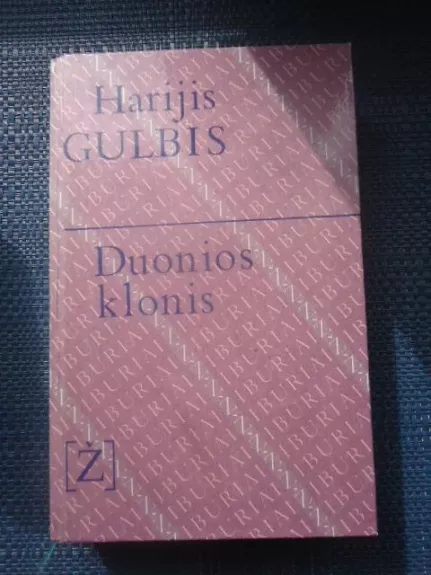 Harijis
GULBIS
Duonios
klonis
[Ž]